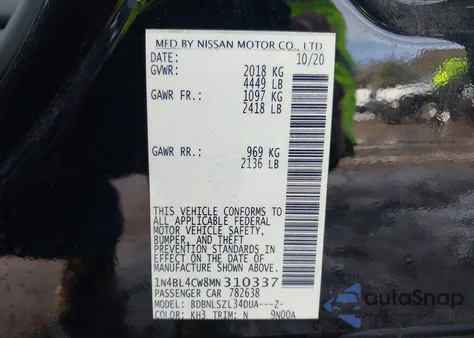 MFD BY NISSAN MOTOR CO., LTD.
DATE: 10/20
GVWR: 2018 KG
4449 LB
GAWR FR.: 1097 KG
2418 LB
GAWR RR.: 969 KG
2136 LB
THIS VEHICLE CONFORMS TO
ALL APPLICABLE FEDERAL
MOTOR VEHICLE SAFETY,
BUMPER, AND THEFT
PREVENTION STANDARDS IN
EFFECT ON THE DATE OF
MANUFACTURE SHOWN ABOVE.
1N4BL4CW8MN310337
PASSENGER CAR 782638
MODEL: BDBNLSZL34DUA---Z-
COLOR: KH3 TRIM: N 9N00A
AutoSnap